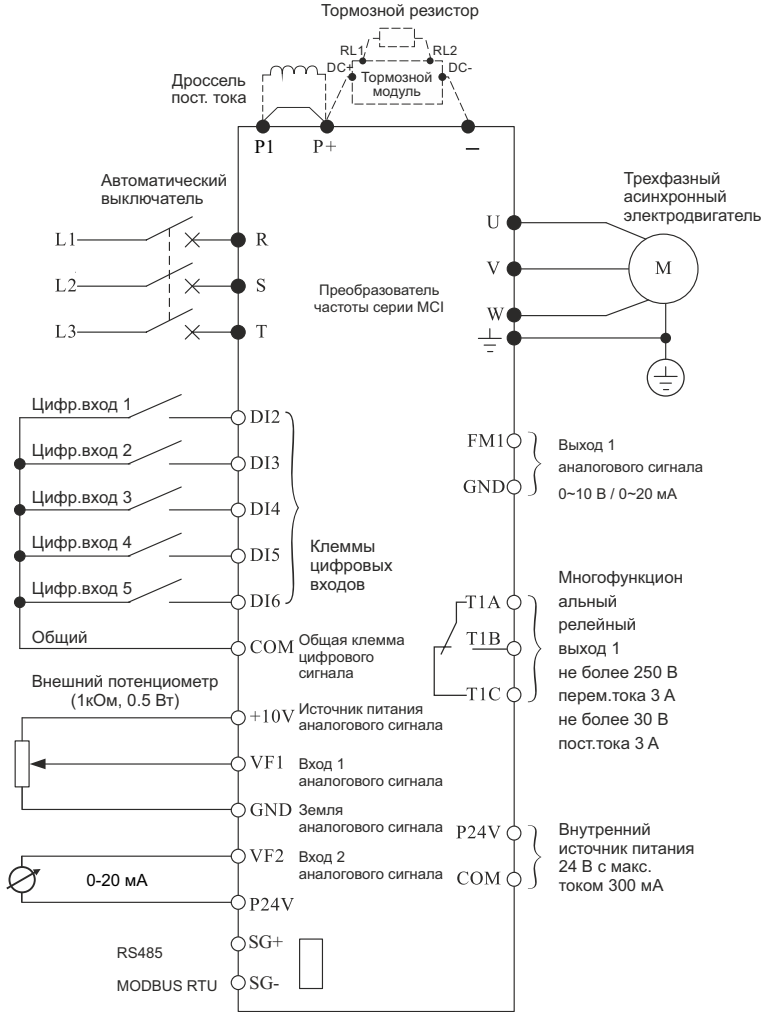 Тормозной резистор
RL1
RL2
DC+
DC-
Дроссель
пост. тока
Тормозной
модуль
P1
P+
–
Автоматический
выключатель
L1
R
L2
S
L3
T
Преобразователь
частоты серии MCI
Трехфазный
асинхронный
электродвигатель
U
V
W
M
Цифр.вход 1
DI2
Цифр.вход 2
DI3
Цифр.вход 3
DI4
Цифр.вход 4
DI5
Цифр.вход 5
DI6
Клеммы
цифровых
входов
Общий
COM
Общая клемма
цифрового
сигнала
FM1
GND
Выход 1
аналогового сигнала
0~10 В / 0~20 мА
T1A
T1B
T1C
Многофункцион
альный
релейный
выход 1
не более 250 В
перем.тока 3 А
не более 30 В
пост.тока 3 А
Внешний потенциометр
(1кОм, 0.5 Вт)
+10V
Источник питания
аналогового сигнала
VF1
Вход 1
аналогового сигнала
GND
Земля
аналогового сигнала
VF2
Вход 2
аналогового сигнала
0-20 мА
P24V
P24V
COM
Внутренний
источник питания
24 В с макс.
током 300 мА
RS485
MODBUS RTU
SG+
SG-